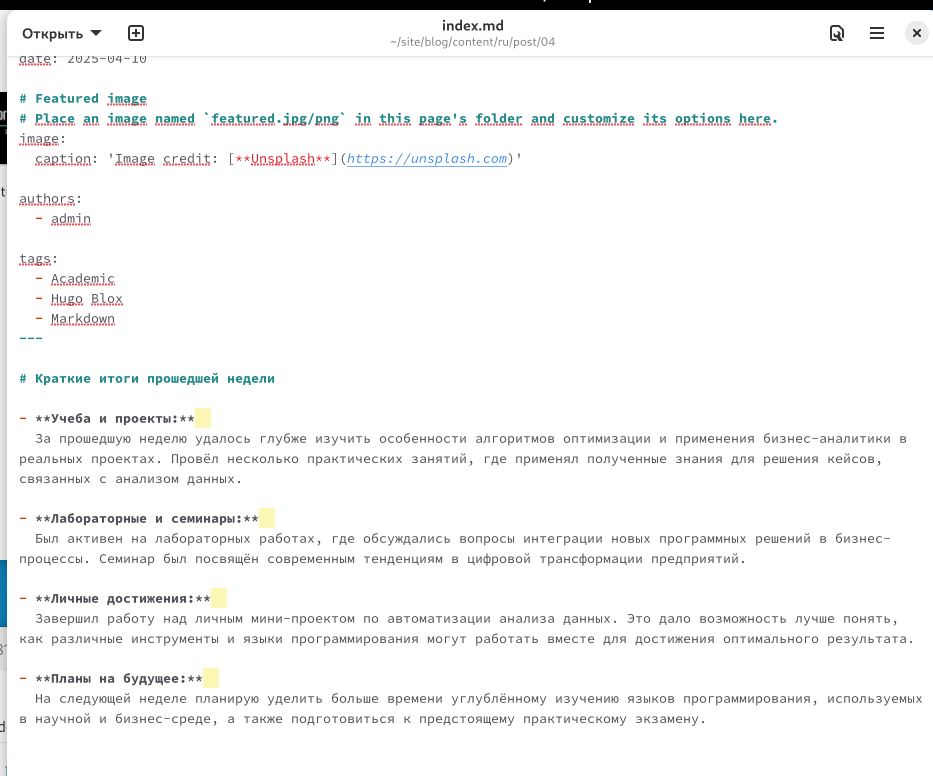 Открыть
index.md
~/site/blog/content/ru/post/04
date: 2025-04-10
# Featured image
# Place an image named `featured.jpg/png` in this page's folder and customize its options here.
image:
caption: 'Image credit: [**Unsplash**](https://unsplash.com)'
authors:
- admin
tags:
- Academic
- Hugo Blox
- Markdown
---
# Краткие итоги прошедшей недели
- **Учеба и проекты:**
За прошедшую неделю удалось глубже изучить особенности алгоритмов оптимизации и применения бизнес-аналитики в
реальных проектах. Провёл несколько практических занятий, где применял полученные знания для решения кейсов,
связанных с анализом данных.
- **Лабораторные и семинары:**
Был активен на лабораторных работах, где обсуждались вопросы интеграции новых программных решений в бизнес-
процессы. Семинар был посвящён современным тенденциям в цифровой трансформации предприятий.
- **Личные достижения:**
Завершил работу над личным мини-проектом по автоматизации анализа данных. Это дало возможность лучше понять,
как различные инструменты и языки программирования могут работать вместе для достижения оптимального результата.
- **Планы на будущее:**
На следующей неделе планирую уделить больше времени углублённому изучению языков программирования, используемых
в научной и бизнес-среде, а также подготовиться к предстоящему практическому экзамену.